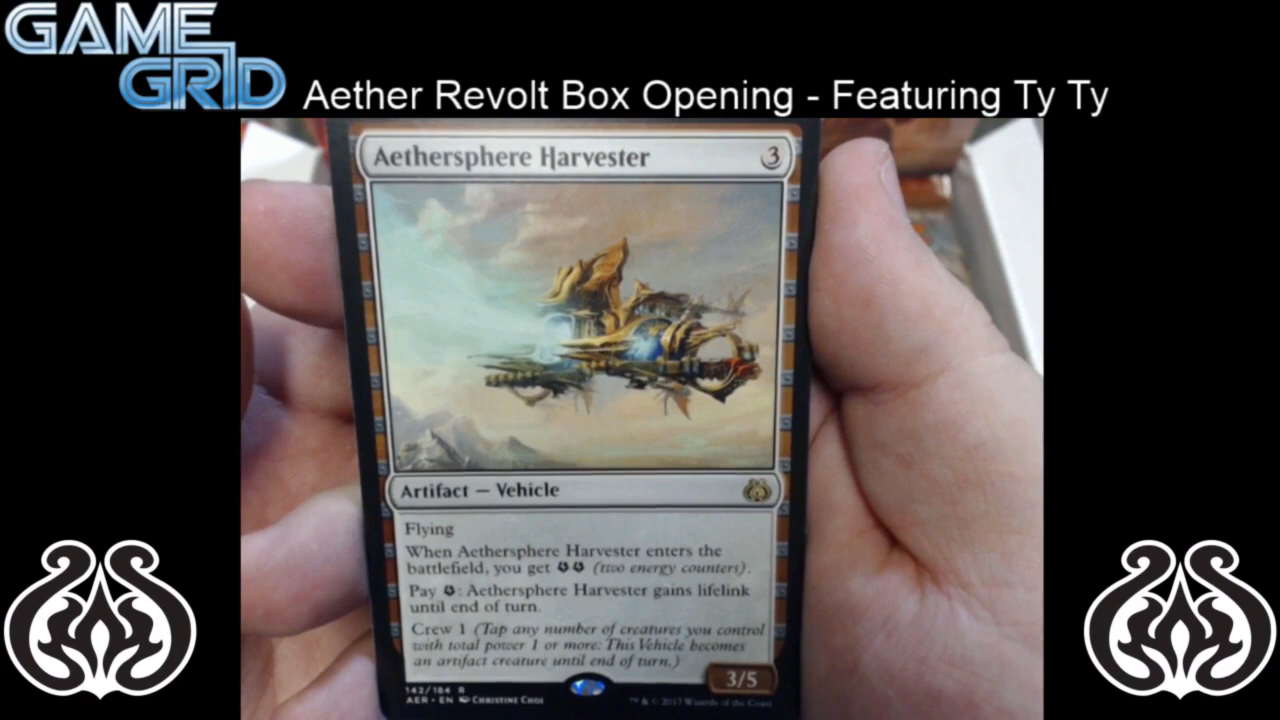 GAME
GRID
Aether Revolt Box Opening - Featuring Ty Ty
Aethersphere Harvester 3
Artifact — Vehicle
Flying
When Aethersphere Harvester enters the
battlefield, you get (two energy counters).
Pay : Aethersphere Harvester gains lifelink
until end of turn.
Crew 1 (Tap any number of creatures you control
with total power 1 or more: This Vehicle becomes
an artifact creature until end of turn.)
3/5
142/184 R
AER • EN Christine Choi
™ & © 2017 Wizards of the Coast